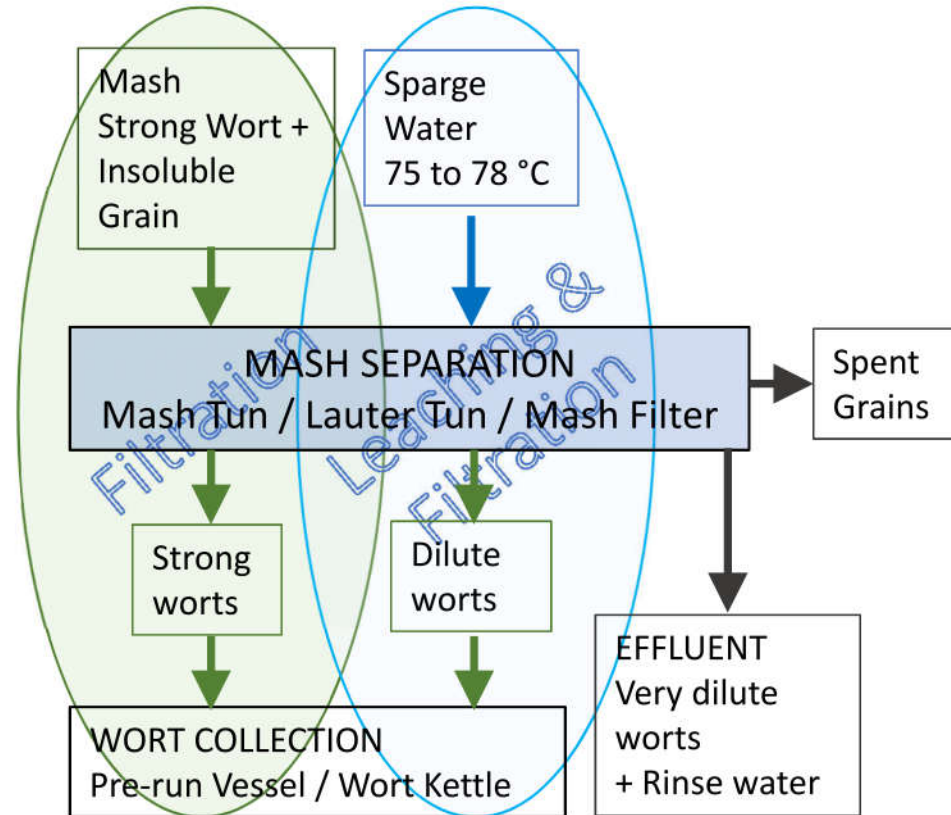 Mash
Strong Wort +
Insoluble
Grain
Sparge
Water
75 to 78 °C
MASH SEPARATION
Mash Tun / Lauter Tun / Mash Filter
Filtration
Leaching &
Filtration
Spent
Grains
Strong
worts
Dilute
worts
EFFLUENT
Very dilute
worts
+ Rinse water
WORT COLLECTION
Pre-run Vessel / Wort Kettle